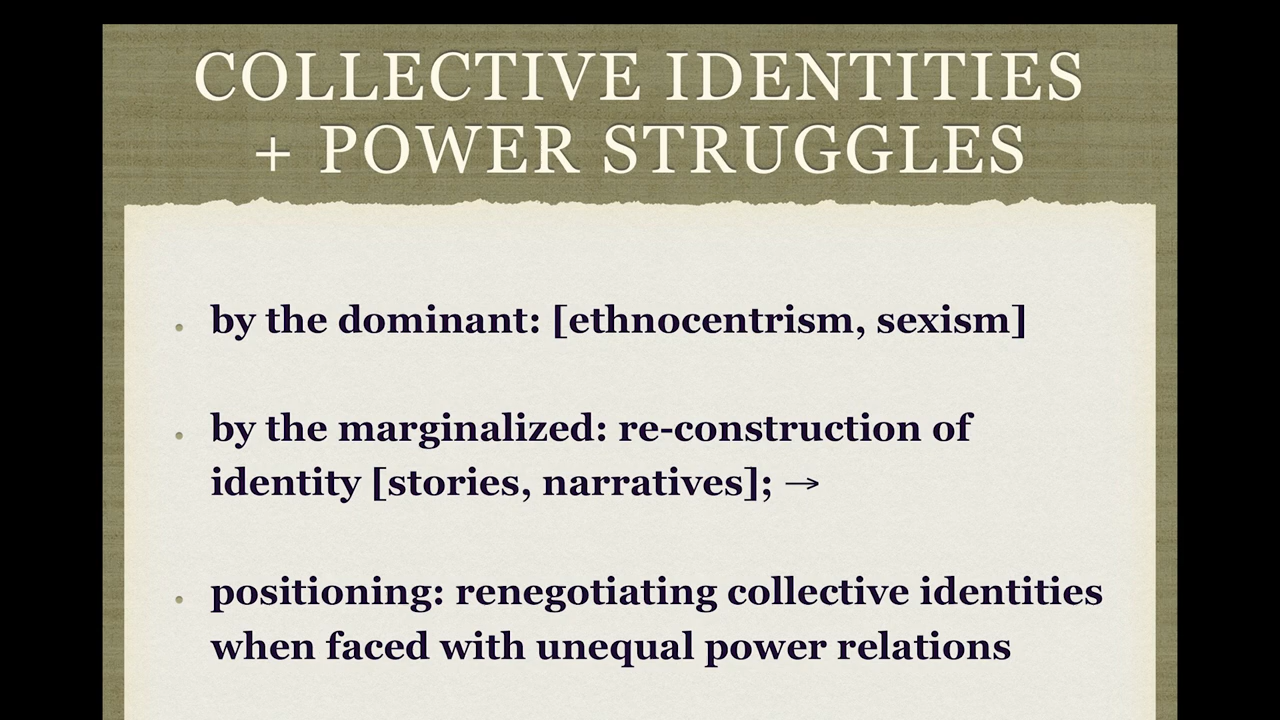 COLLECTIVE IDENTITIES
+ POWER STRUGGLES
• by the dominant: [ethnocentrism, sexism]
• by the marginalized: re-construction of
identity [stories, narratives]; →
• positioning: renegotiating collective identities
when faced with unequal power relations